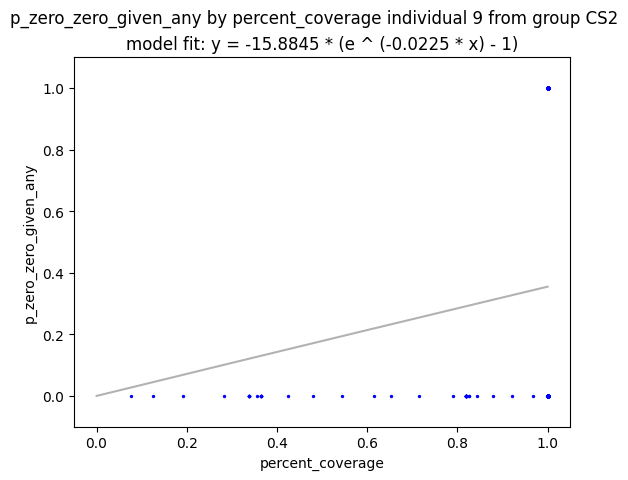 p_zero_zero_given_any by percent_coverage individual 9 from group CS2
model fit: y = -15.8845 * (e ^ (-0.0225 * x) - 1)
p_zero_zero_given_any
1.0
0.8
0.6
0.4
0.2
0.0
0.0 0.2 0.4 0.6 0.8 1.0
percent_coverage